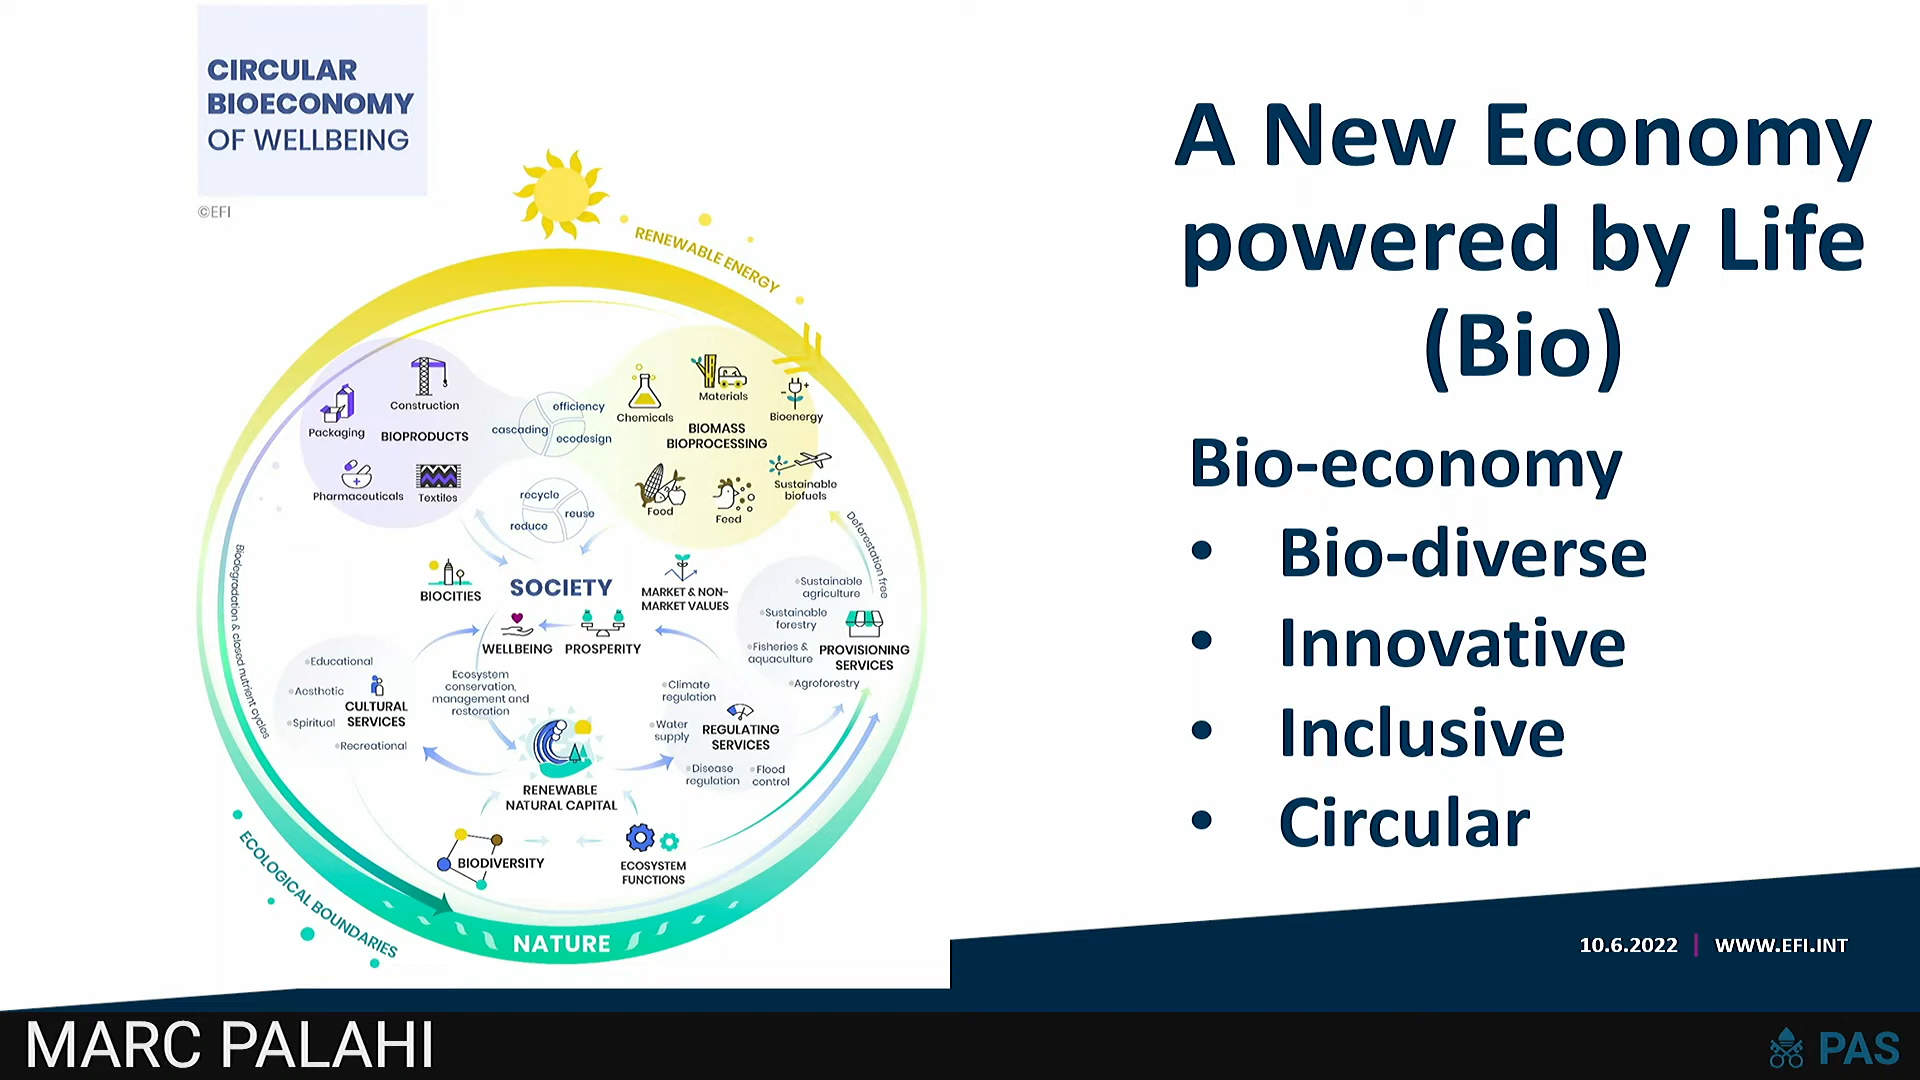 CIRCULAR
BIOECONOMY
OF WELLBEING
©EFI
RENEWABLE ENERGY
Packaging
Construction
BIOPRODUCTS
Pharmaceuticals
Textiles
efficiency
cascading
ecodesign
Chemicals
Materials
Bioenergy
BIOMASS
BIOPROCESSING
Food
Feed
Sustainable
biofuels
recycle
reuse
reduce
Deforestation free
Biodegradation & closed nutrient cycles
BIOCITIES
SOCIETY
MARKET & NON-
MARKET VALUES
WELLBEING
PROSPERITY
Sustainable
agriculture
Sustainable
forestry
Fisheries &
aquaculture
Agroforestry
PROVISIONING
SERVICES
Educational
Aesthetic
Spiritual
Recreational
CULTURAL
SERVICES
Ecosystem
conservation,
management and
restoration
Climate
regulation
Water
supply
REGULATING
SERVICES
Disease
regulation
Flood
control
RENEWABLE
NATURAL CAPITAL
BIODIVERSITY
ECOSYSTEM
FUNCTIONS
ECOLOGICAL BOUNDARIES
NATURE
A New Economy
powered by Life
(Bio)
Bio-economy
• Bio-diverse
• Innovative
• Inclusive
• Circular
10.6.2022 | WWW.EFI.INT
MARC PALAHI
PAS